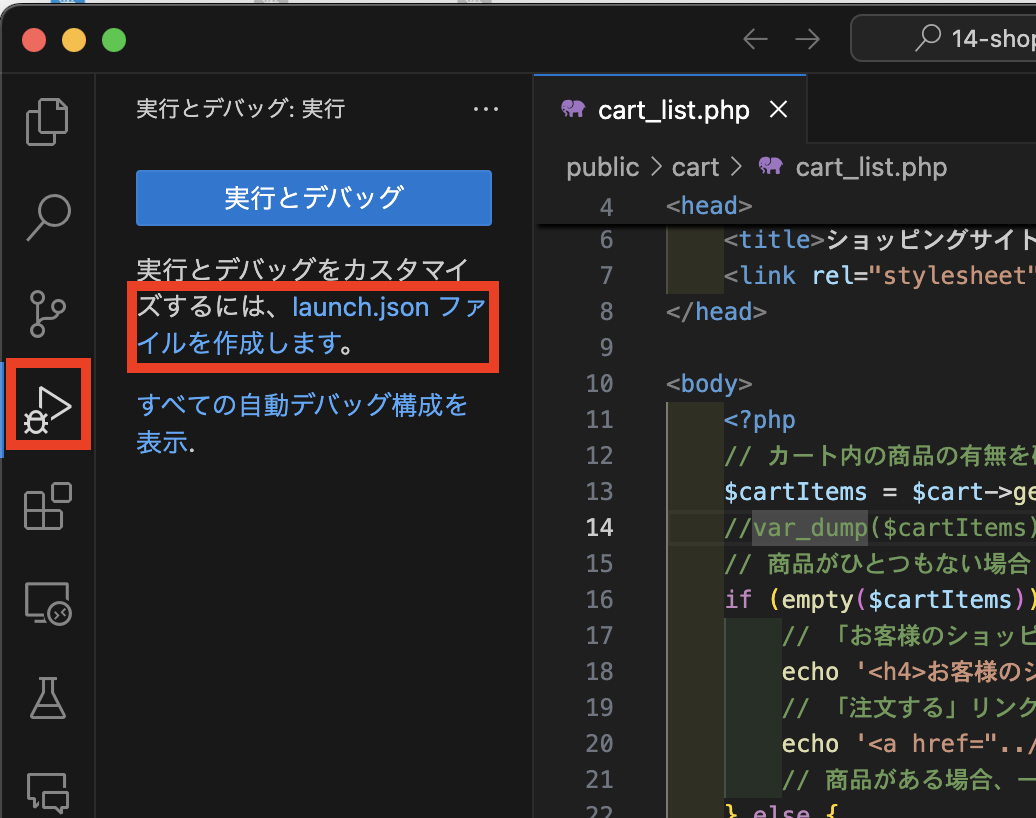 14-shop
実行とデバッグ: 実行
cart_list.php
public > cart > cart_list.php
実行とデバッグ
実行とデバッグをカスタマイ
ズするには、launch.json ファ
イルを作成します。
すべての自動デバッグ構成を
表示.
4 <head>
6 <title>ショッピングサイト
7 <link rel="stylesheet"
8 </head>
9
10 <body>
11 <?php
12 // カート内の商品の有無を
13 $cartItems = $cart->ge
14 //var_dump($cartItems)
15 // 商品がひとつもない場合
16 if (empty($cartItems))
17 // 「お客様のショッピ
18 echo '<h4>お客様のシ
19 // 「注文する」リンク
20 echo '<a href="../
21 // 商品がある場合、一
22 } else {